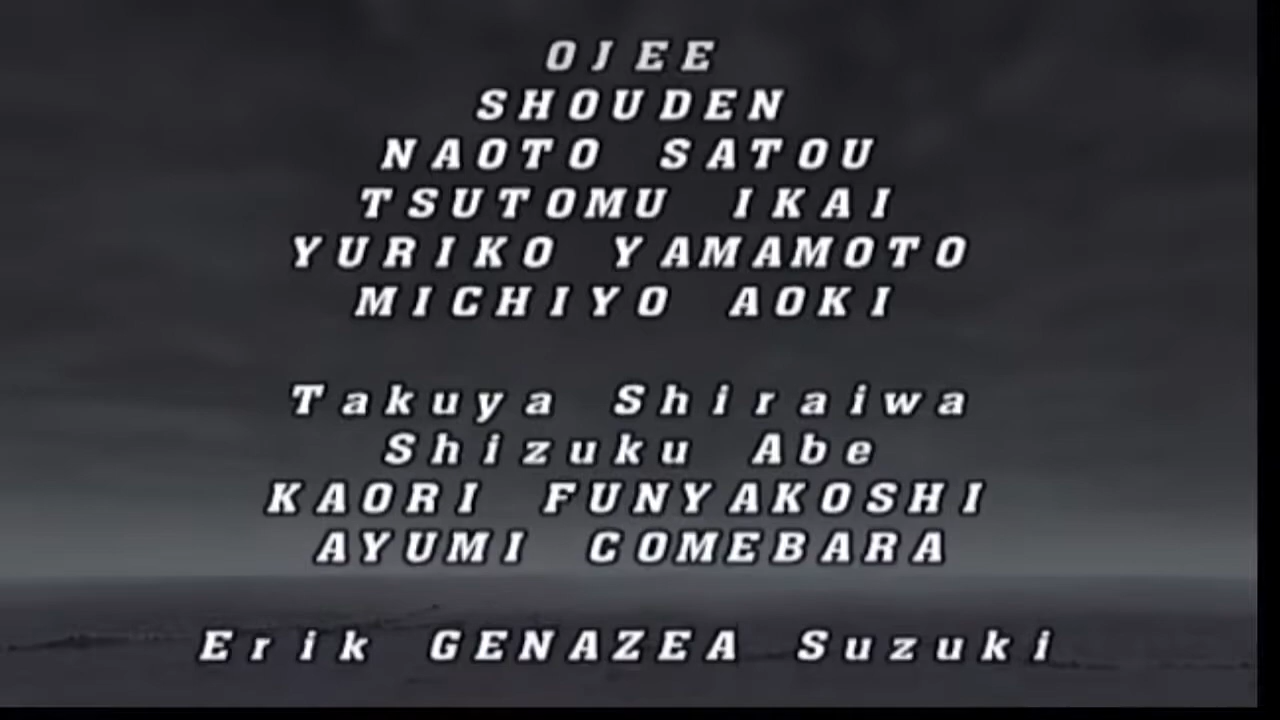 OJEE
SHOUDEN
NAOTO SATOU
TSUTOMU IKAI
YURIKO YAMAMOTO
MICHIYO AOKI
Takuya Shiraiwa
Shizuku Abe
KAORI FUNYAKOSHI
AYUMI COMEBARA
Erik GENAZEA Suzuki